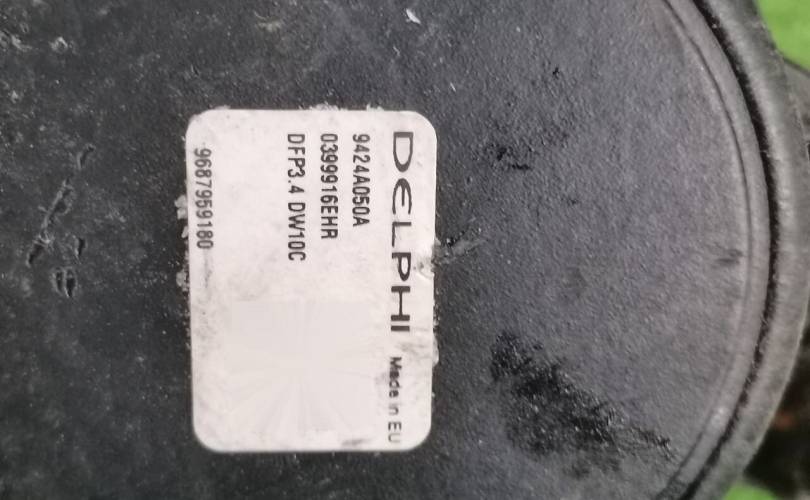 DELPHI Made in EU
9424A050A
0399916EHR
DFP3.4 DW10C
9687959180